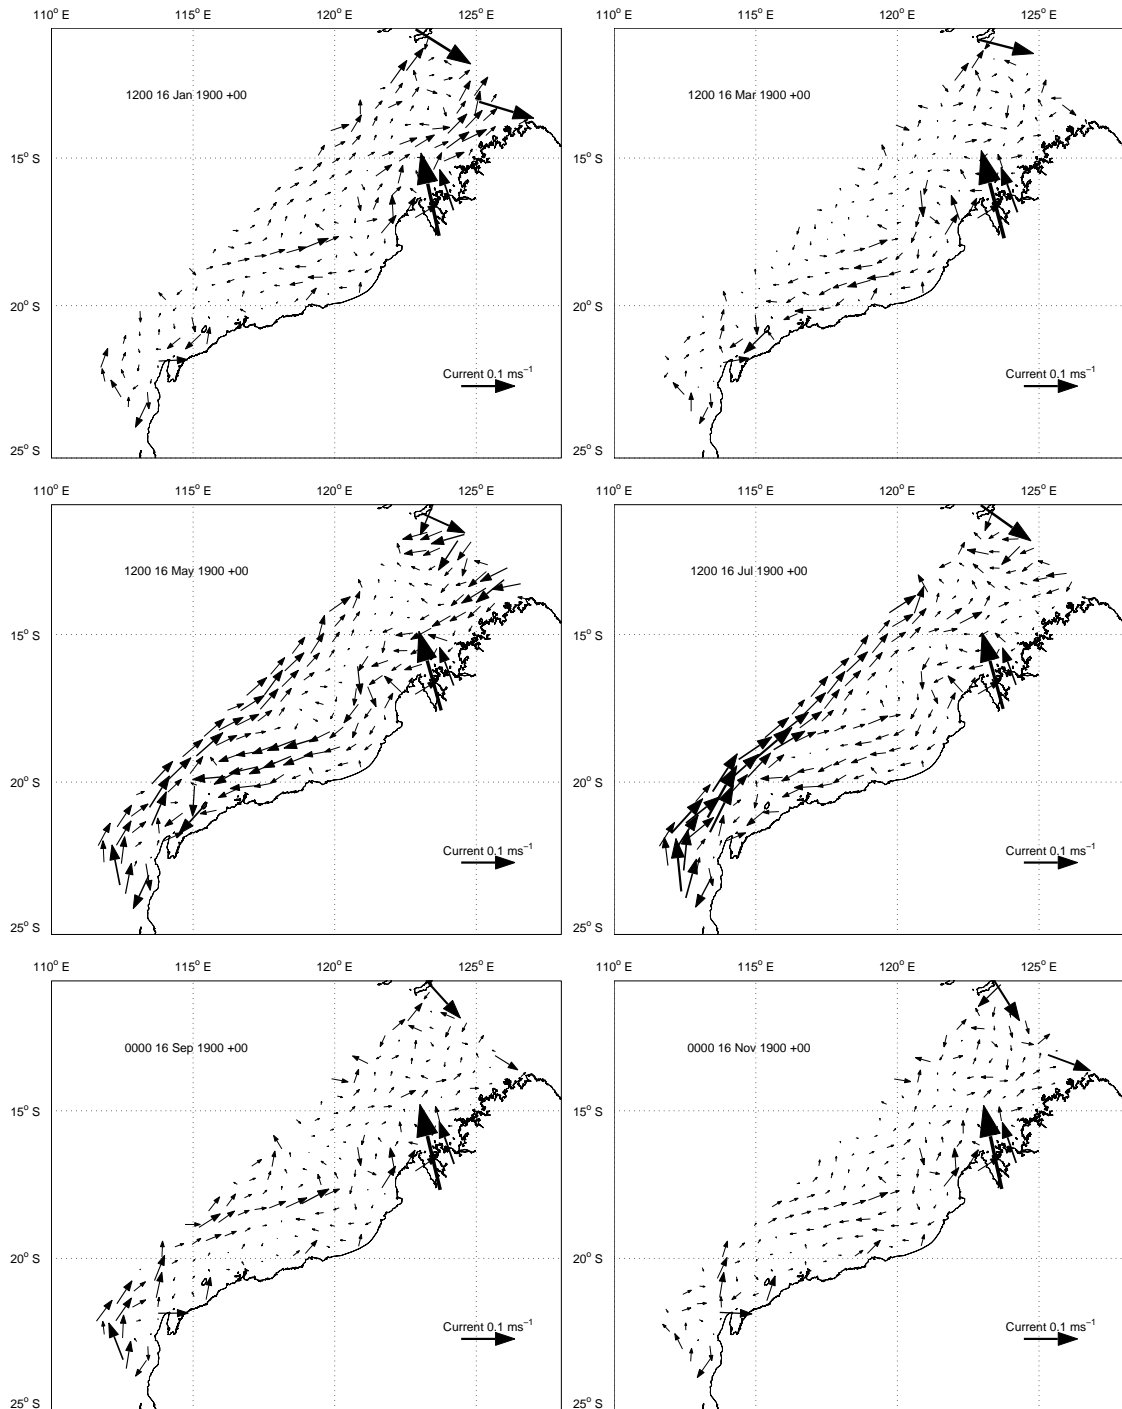 110° E 115° E 120° E 125° E 110° E 115° E 120° E 125° E
1200 16 Jan 1900 +00 1200 16 Mar 1900 +00
15° S 15° S
20° S 20° S
Current 0.1 ms⁻¹ Current 0.1 ms⁻¹
25° S 25° S
110° E 115° E 120° E 125° E 110° E 115° E 120° E 125° E
1200 16 May 1900 +00 1200 16 Jul 1900 +00
15° S 15° S
20° S 20° S
Current 0.1 ms⁻¹ Current 0.1 ms⁻¹
25° S 25° S
110° E 115° E 120° E 125° E 110° E 115° E 120° E 125° E
0000 16 Sep 1900 +00 0000 16 Nov 1900 +00
15° S 15° S
20° S 20° S
Current 0.1 ms⁻¹ Current 0.1 ms⁻¹
25° S 25° S